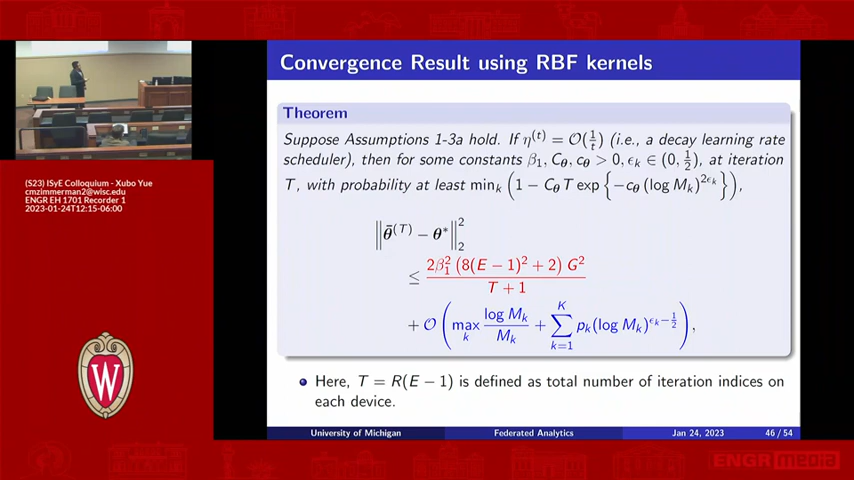 Convergence Result using RBF kernels
Theorem
Suppose Assumptions 1-3a hold. If η^{(t)} = 𝒪(1/t) (i.e., a decay learning rate
scheduler), then for some constants β₁, C_θ, c_θ > 0, ε_k ∈ (0, 1/2), at iteration
T, with probability at least min_k (1 − C_θ T exp {−c_θ (log M_k)^{2ε_k}}),
‖θ̄^{(T)} − θ*‖₂²
≤ 2β₁² (8(E − 1)² + 2) G² / (T + 1)
+ 𝒪 (max_k log M_k / M_k + ∑_{k=1}^{K} p_k (log M_k)^{ε_k − 1/2}),
Here, T = R(E − 1) is defined as total number of iteration indices on
each device.
University of Michigan Federated Analytics Jan 24, 2023 46 / 54
(S23) ISyE Colloquium - Xubo Yue
cmzimmerman2@wisc.edu
ENGR EH 1701 Recorder 1
2023-01-24T12:15-06:00
W
ENGR media